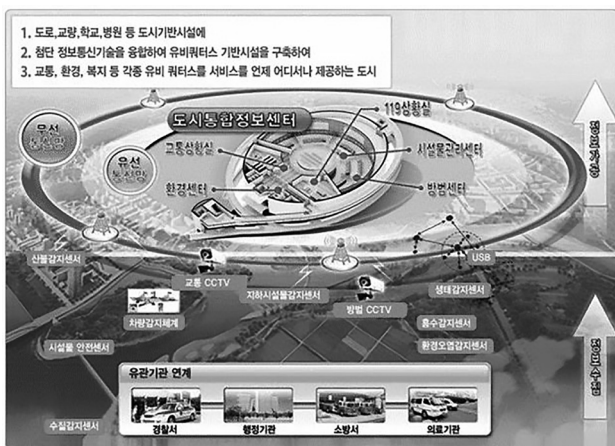 1. 도로,교량,학교,병원 등 도시기반시설에
2. 첨단 정보통신기술을 융합하여 유비쿼터스 기반시설을 구축하여
3. 교통, 환경, 복지 등 각종 유비 쿼터스를 서비스를 언제 어디서나 제공하는 도시
무선
통신망
도시통합정보센터
119상황실
유선
통신망
교통상황실
시설물관리센터
환경센터
방범센터
정보가공
산불감지센서
교통 CCTV
지하시설물감지센서
방범 CCTV
USB
생태감지센서
차량감지체계
홍수감지센서
시설물 안전센서
환경오염감지센서
정보수집
유관기관 연계
경찰서
행정기관
소방서
의료기관
수질감지센서